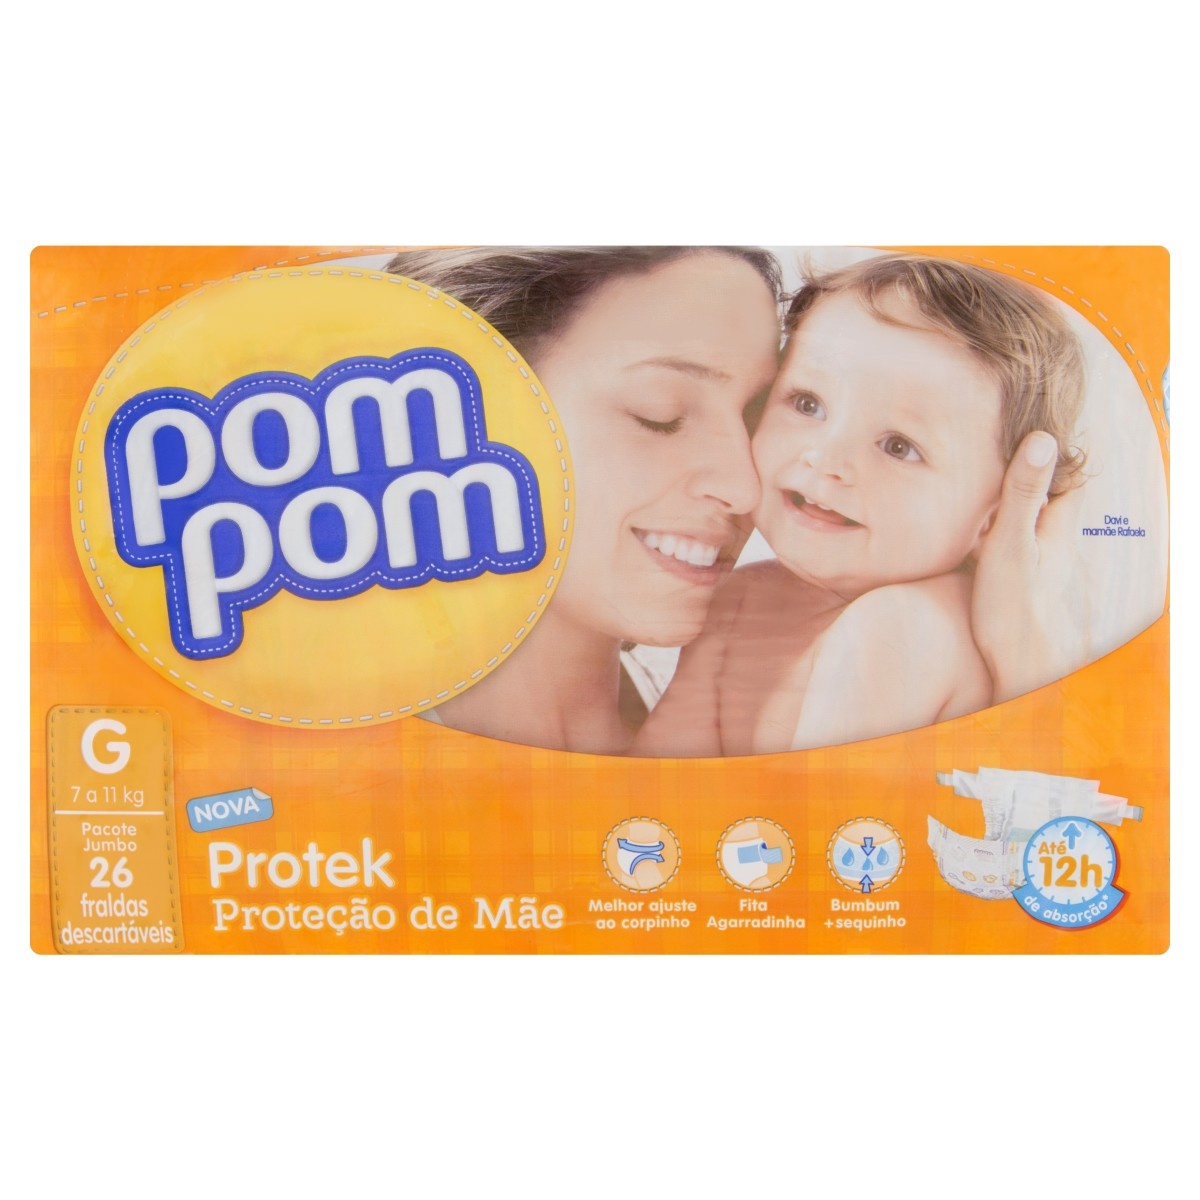 pom
pom
Davi e
mamãe Rafaela
G
7 a 11 kg
Pacote
Jumbo
26
fraldas
descartáveis
NOVA
Protek
Proteção de Mãe
Melhor ajuste
ao corpinho
Fita
Agarradinha
Bumbum
+sequinho
Até
12h
de absorção*